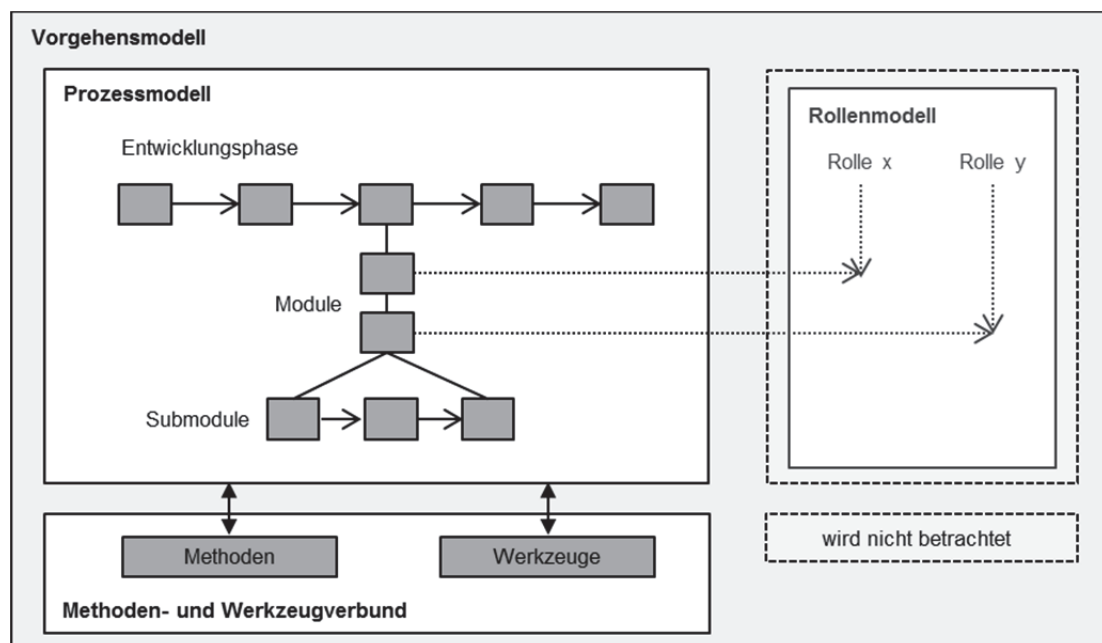 Vorgehensmodell
Prozessmodell
Entwicklungsphase
Module
Submodule
Rollenmodell
Rolle x
Rolle y
Methoden
Werkzeuge
Methoden- und Werkzeugverbund
wird nicht betrachtet